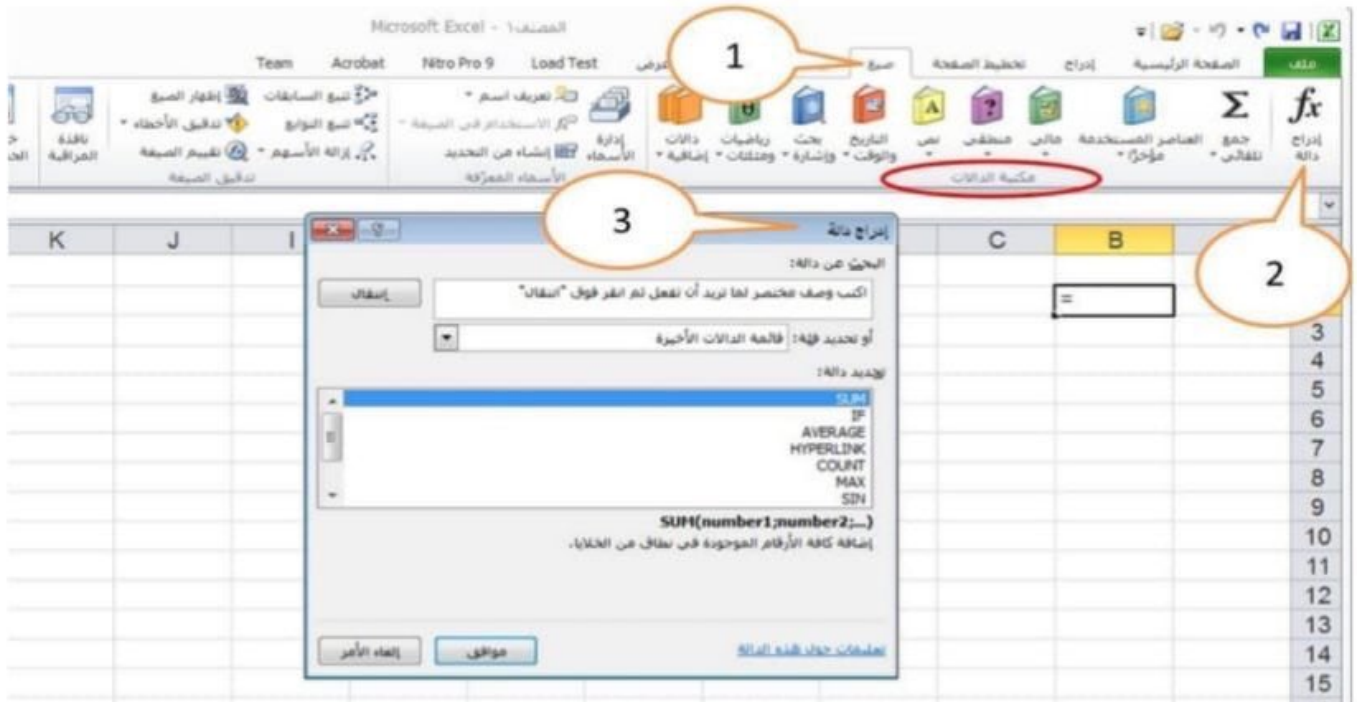 المصنف١ - Microsoft Excel
ملف الصفحة الرئيسية إدراج تخطيط الصفحة صيغ Load Test Nitro Pro 9 Acrobat Team
1
fx
إدراج دالة
Σ
جمع تلقائي
العناصر المستخدمة مؤخرًا
مالي
منطقي
نص
التاريخ والوقت
بحث وإشارة
رياضيات ومثلثات
دالات إضافية
مكتبة الدالات
إدارة الأسماء
تعريف اسم
الاستخدام في الصيغة
إنشاء من التحديد
الأسماء المعرّفة
تتبع السابقات
تتبع التوابع
إزالة الأسهم
إظهار الصيغ
تدقيق الأخطاء
تقييم الصيغة
تدقيق الصيغة
نافذة المراقبة
2
3
B C I J K
=
إدراج دالة
البحث عن دالة:
اكتب وصف مختصر لما تريد أن تفعل ثم انقر فوق "انتقال"
انتقال
أو تحديد فئة: قائمة الدالات الأخيرة
تحديد دالة:
SUM
IF
AVERAGE
HYPERLINK
COUNT
MAX
SIN
SUM(number1;number2;...)
إضافة كافة الأرقام الموجودة في نطاق من الخلايا.
تعليمات حول هذه الدالة
موافق
إلغاء الأمر
3
4
5
6
7
8
9
10
11
12
13
14
15